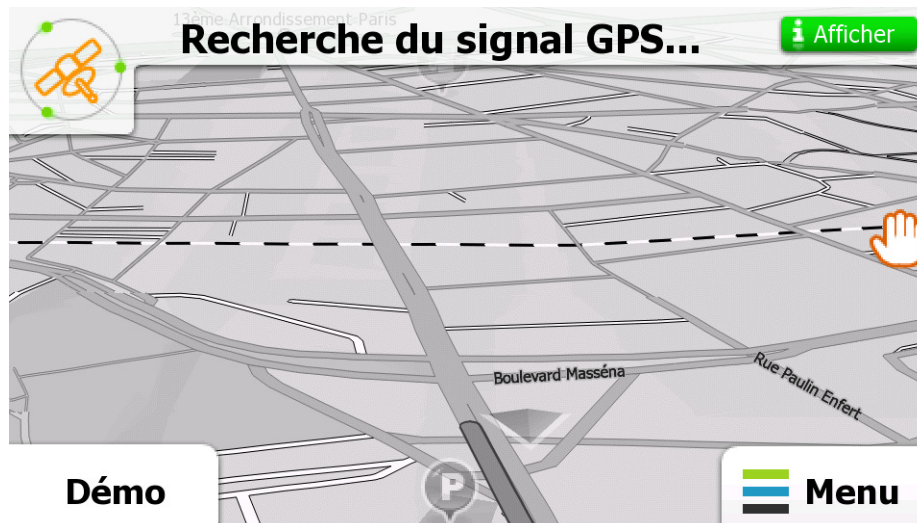 13ème Arrondissement Paris
Recherche du signal GPS...
i Afficher
Boulevard Masséna
Rue Paulin Enfert
P
Démo
Menu